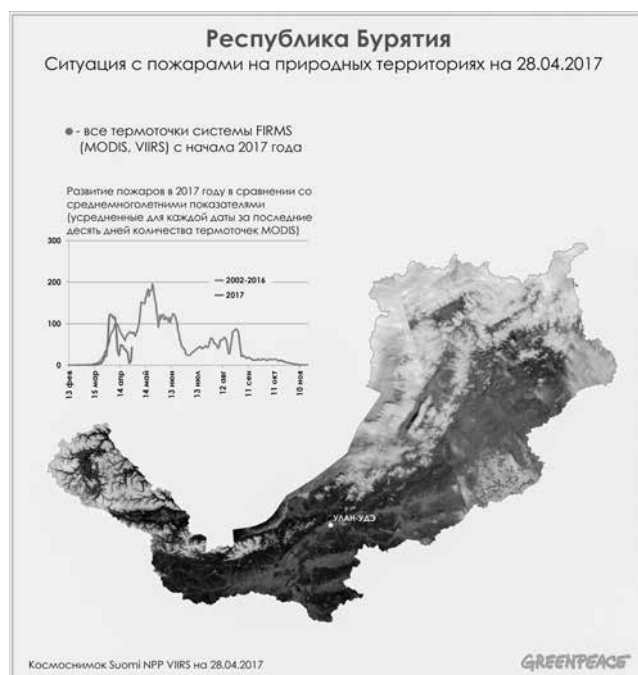 Республика Бурятия
Ситуация с пожарами на природных территориях на 28.04.2017
- все термоточки системы FIRMS
(MODIS, VIIRS) с начала 2017 года
Развитие пожаров в 2017 году в сравнении со
среднемноголетними показателями
(усредненные для каждой даты за последние
десять дней количества термоточек MODIS)
300
200
100
0
2002-2016
2017
13 фев
15 мар
14 апр
14 май
13 июн
13 июл
12 авг
11 сен
11 окт
10 ноя
УЛАН-УДЭ
Космоснимок Suomi NPP VIIRS на 28.04.2017
GREENPEACE